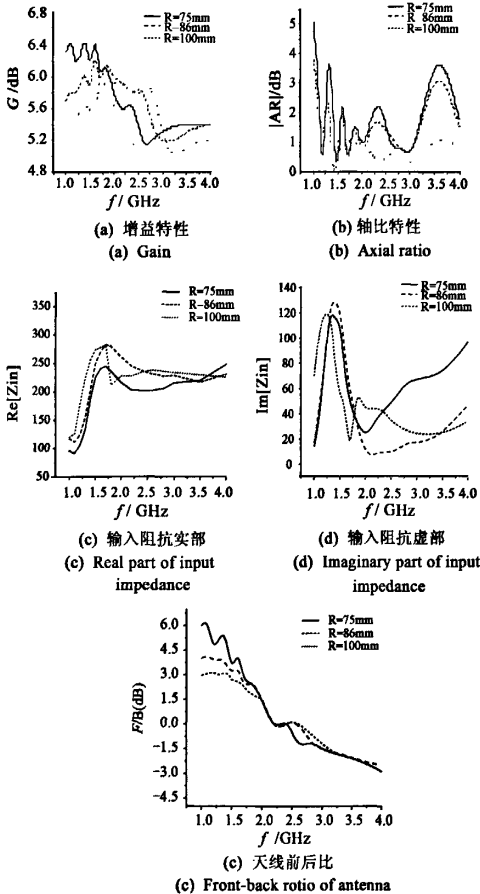 6.8
6.4
6.0
5.6
5.2
4.8
G /dB
R=75mm
R−86mm
R=100mm
1.0 1.5 2.0 2.5 3.0 3.5 4.0
f / GHz
(a) 增益特性
(a) Gain
5
4
3
2
1
0
|AR|/dB
R=75mm
R−86mm
R=100mm
1.0 1.5 2.0 2.5 3.0 3.5 4.0
f / GHz
(b) 轴比特性
(b) Axial ratio
350
300
250
200
150
100
50
Re[Zin]
R=75mm
R−86mm
R=100mm
1.0 1.5 2.0 2.5 3.0 3.5 4.0
f / GHz
(c) 输入阻抗实部
(c) Real part of input
impedance
140
120
100
80
60
40
20
0
Im[Zin]
R=75mm
R=86mm
R=100mm
1.0 1.5 2.0 2.5 3.0 3.5 4.0
f / GHz
(d) 输入阻抗虚部
(d) Imaginary part of input
impedance
6.0
4.5
3.0
1.5
0.0
−1.5
−3.0
−4.5
F/B(dB)
R=75mm
R=86mm
R=100mm
1.0 1.5 2.0 2.5 3.0 3.5 4.0
f /GHz
(c) 天线前后比
(c) Front-back rotio of antenna